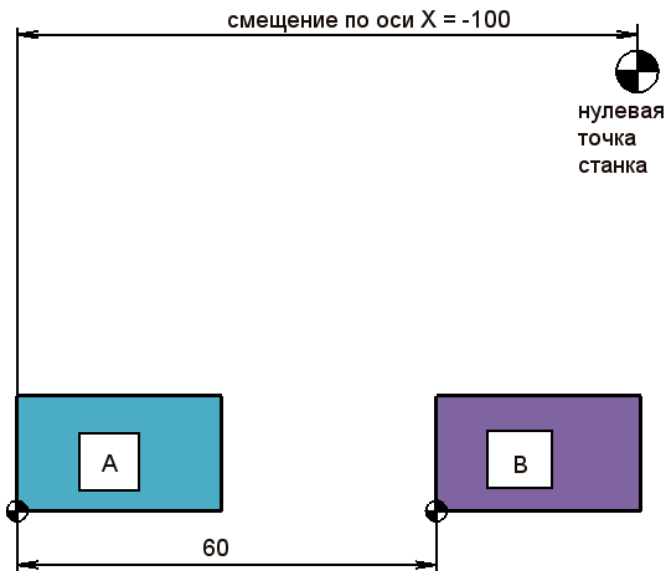 смещение по оси X = -100
нулевая
точка
станка
A
B
60